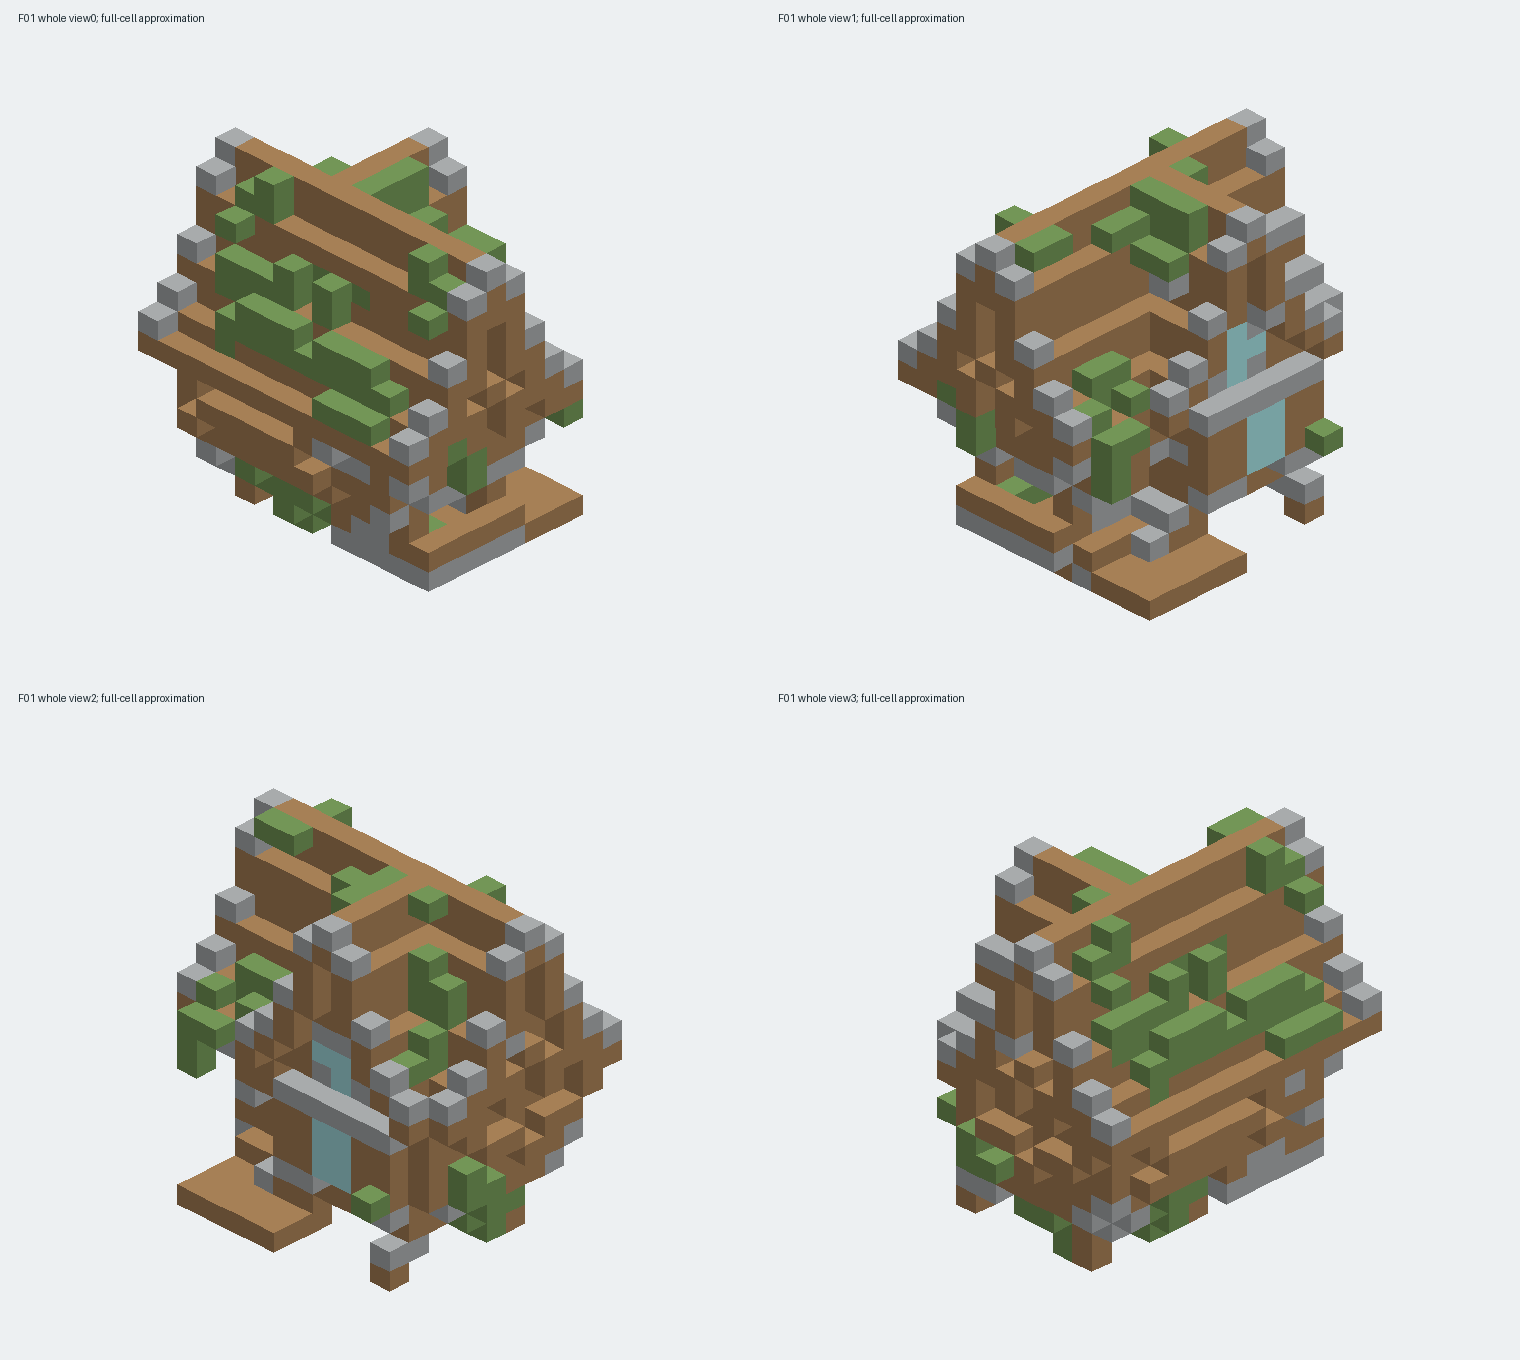 F01 whole view0; full-cell approximation
F01 whole view1; full-cell approximation
F01 whole view2; full-cell approximation
F01 whole view3; full-cell approximation